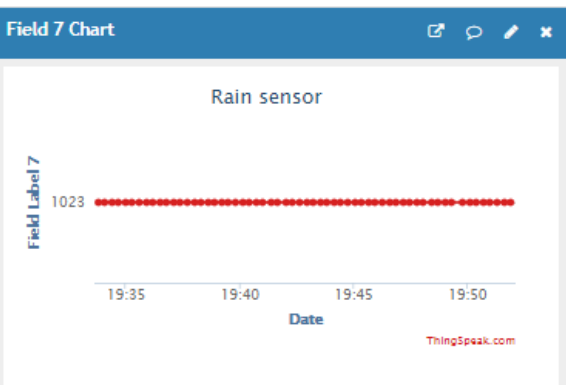 Field 7 Chart
Rain sensor
Field Label 7
1023
19:35 19:40 19:45 19:50
Date
ThingSpeak.com